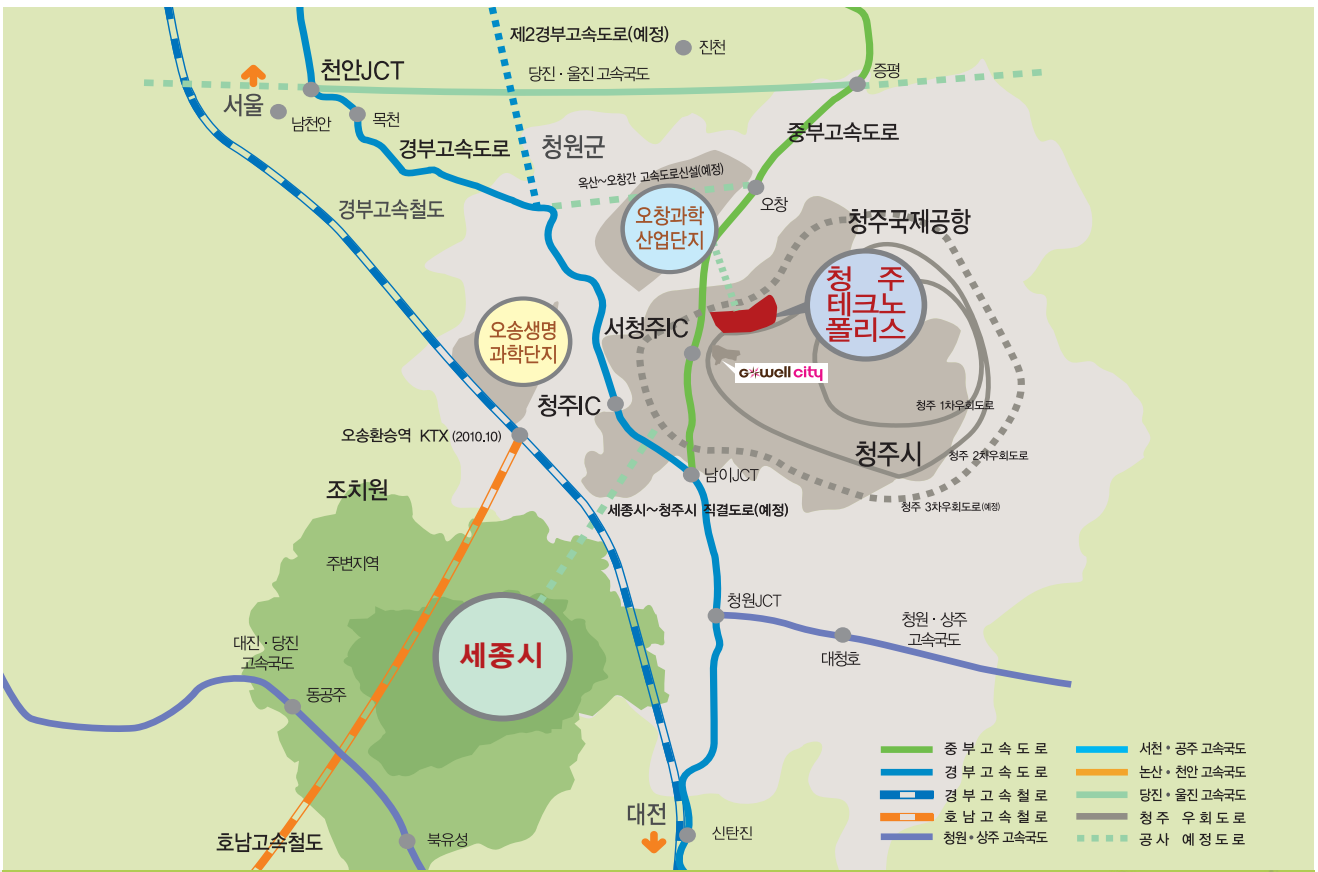 제2경부고속도로(예정)
진천
천안JCT
당진·울진 고속국도
증평
서울
남천안
목천
중부고속도로
경부고속도로
청원군
옥산~오창간 고속도로신설(예정)
경부고속철도
오창
오창과학
산업단지
청주국제공항
청 주
테크노
폴리스
서청주IC
오송생명
과학단지
Gowell city
청주IC
청주 1차우회도로
오송환승역 KTX (2010.10)
청주시
청주 2차우회도로
남이JCT
조치원
청주 3차우회도로(예정)
세종시~청주시 직결도로(예정)
주변지역
청원JCT
청원·상주
고속국도
대진·당진
고속국도
세종시
대청호
동공주
중부고속도로
서천·공주 고속국도
경부고속도로
논산·천안 고속국도
경부고속철로
당진·울진 고속국도
호남고속철로
청주 우회도로
청원·상주 고속국도
공사 예정도로
대전
신탄진
호남고속철도
북유성